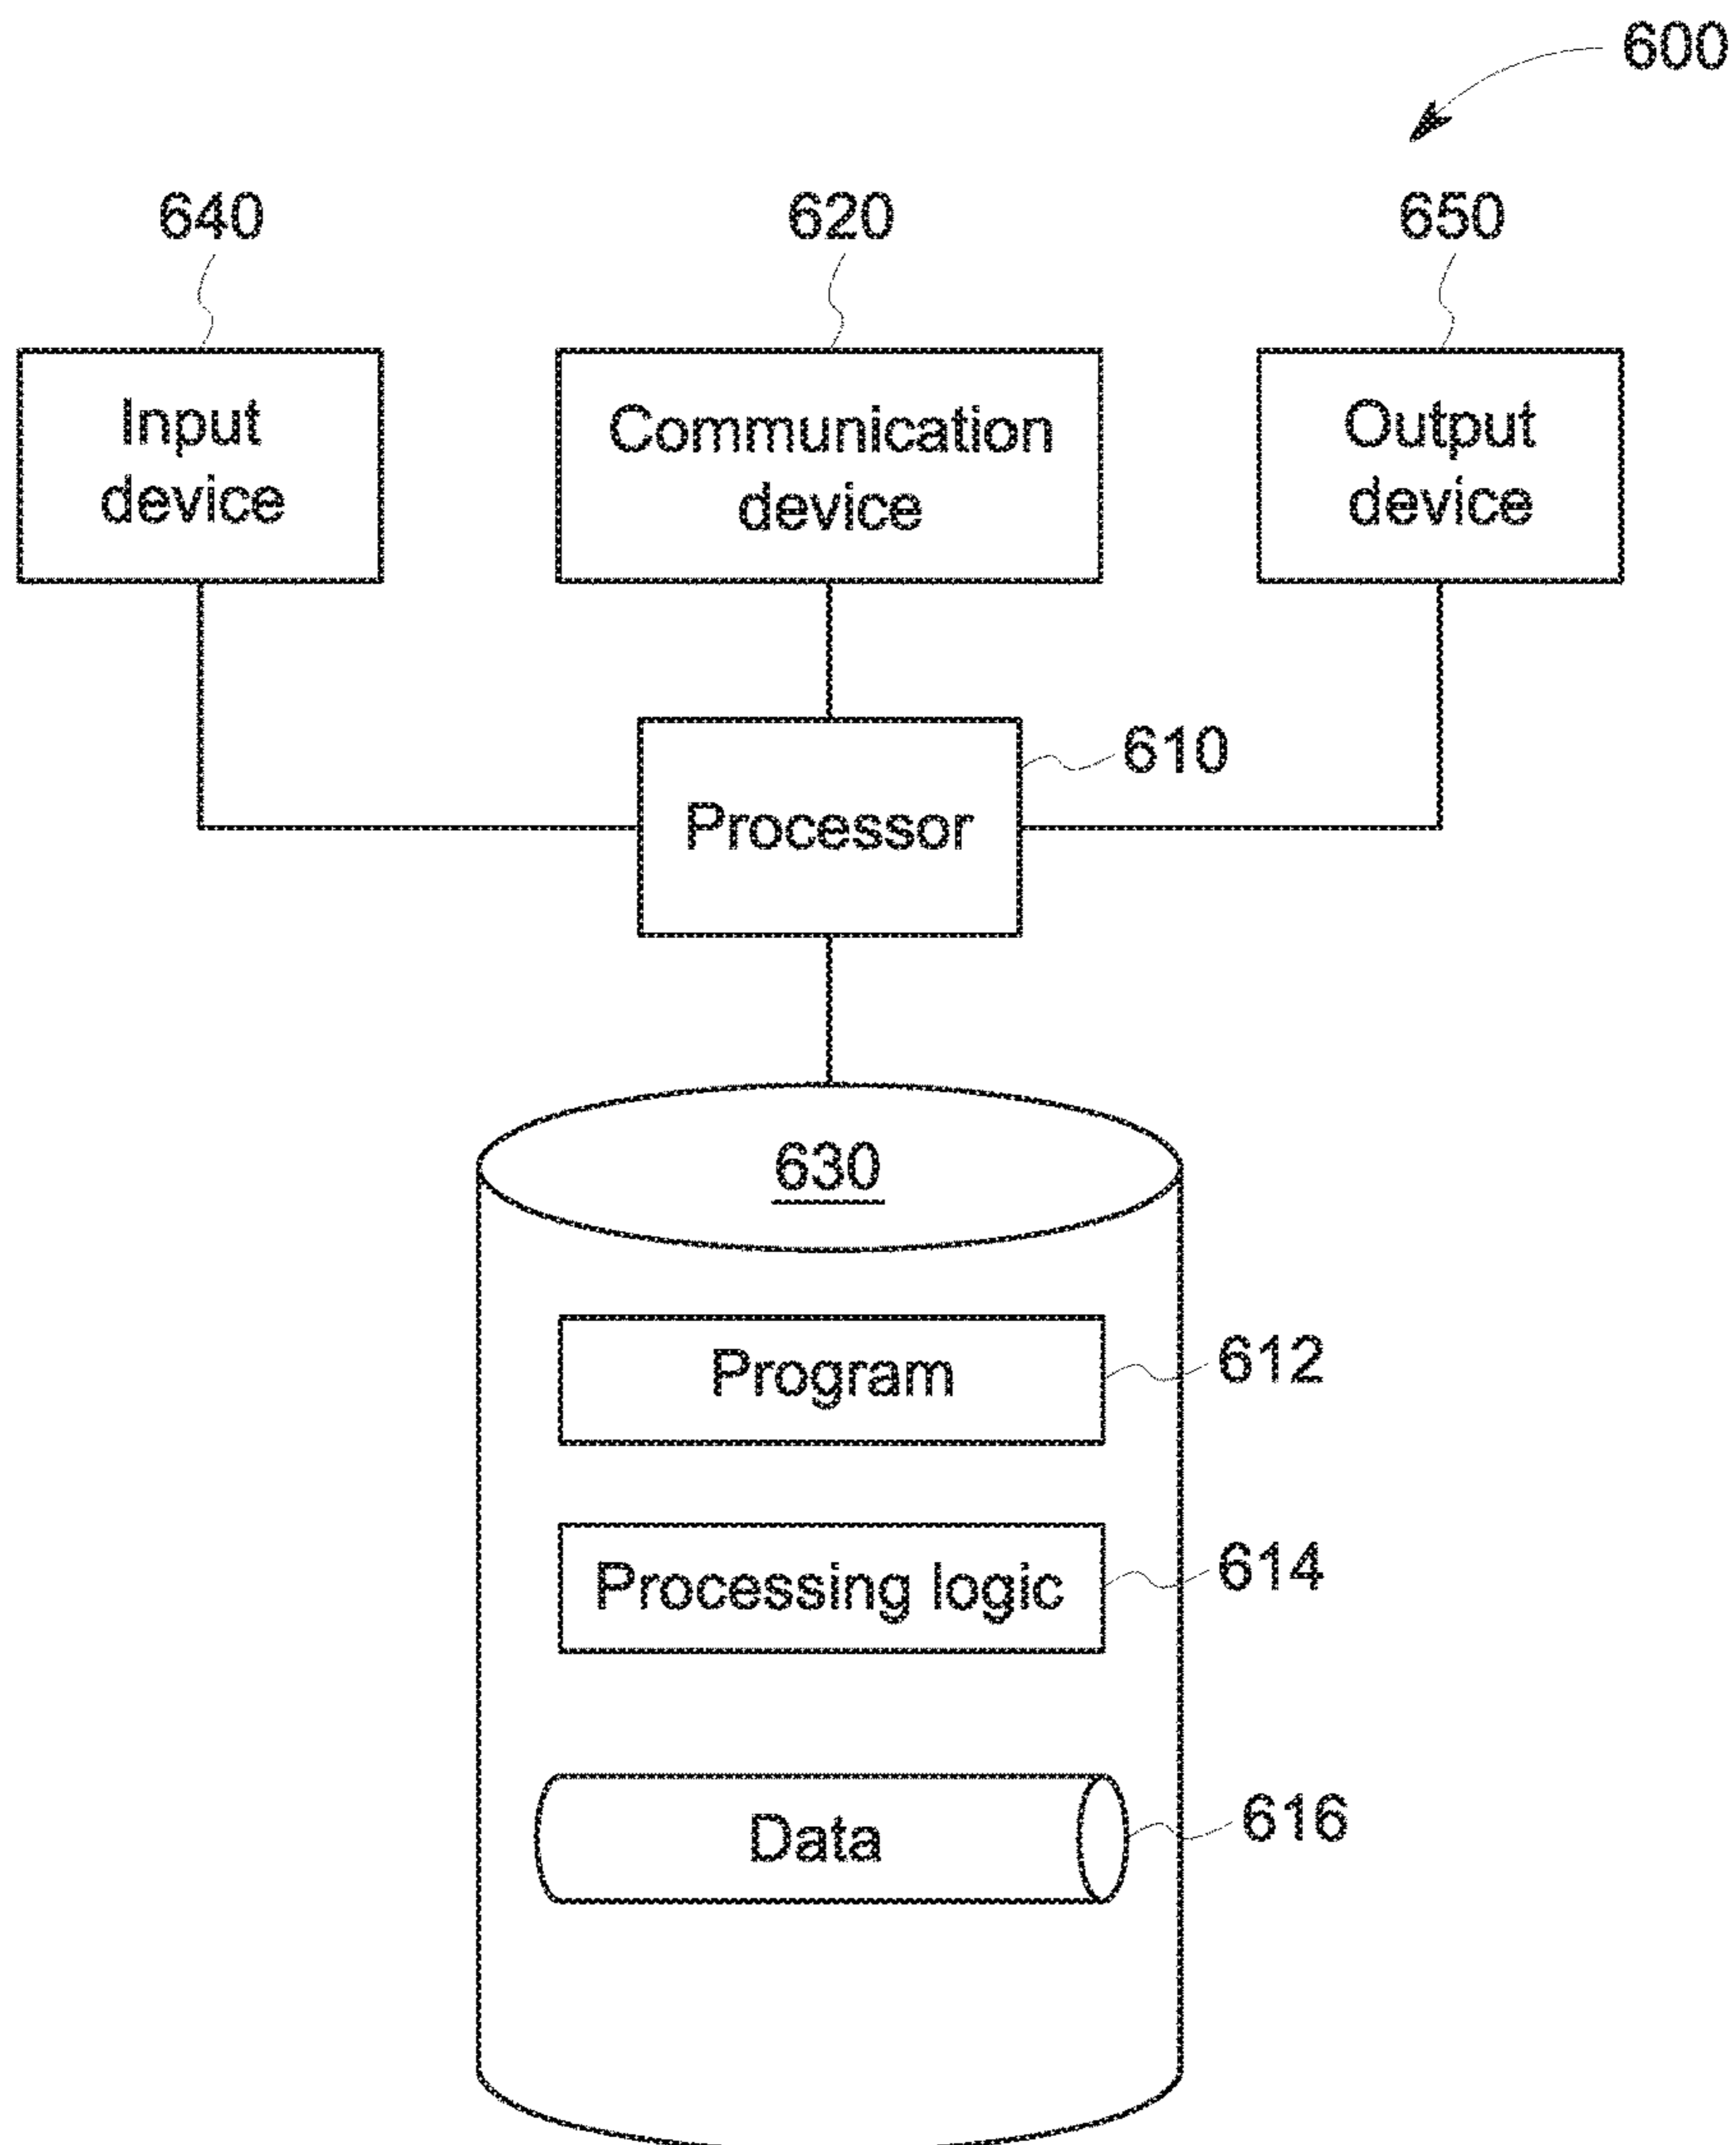 600
640
620
650
Input
device
Communication
device
Output
device
610
Processor
630
Program
612
Processing logic
614
Data
616